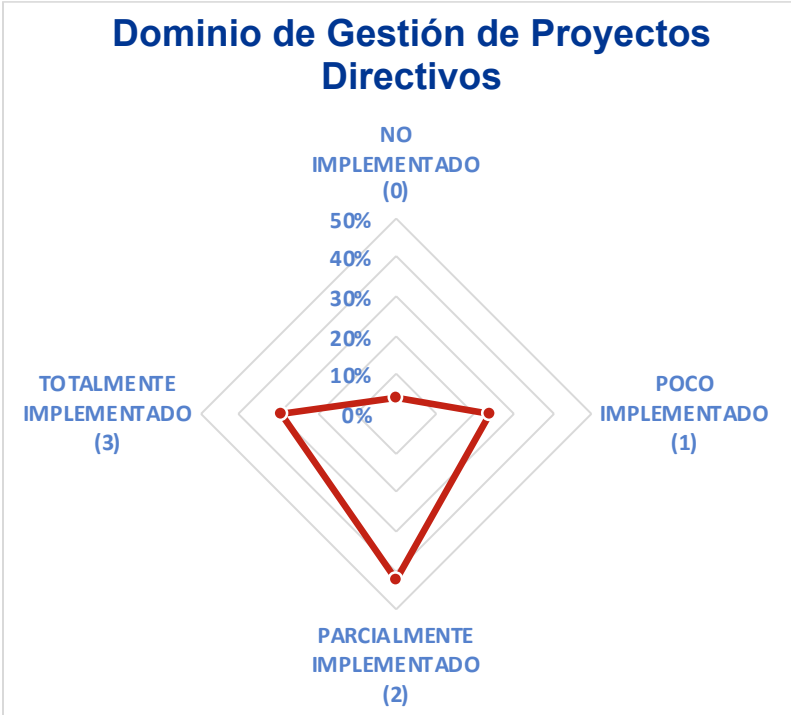 Dominio de Gestión de Proyectos
Directivos
NO
IMPLEMENTADO
(0)
50%
40%
30%
20%
10%
0%
TOTALMENTE
IMPLEMENTADO
(3)
POCO
IMPLEMENTADO
(1)
PARCIALMENTE
IMPLEMENTADO
(2)